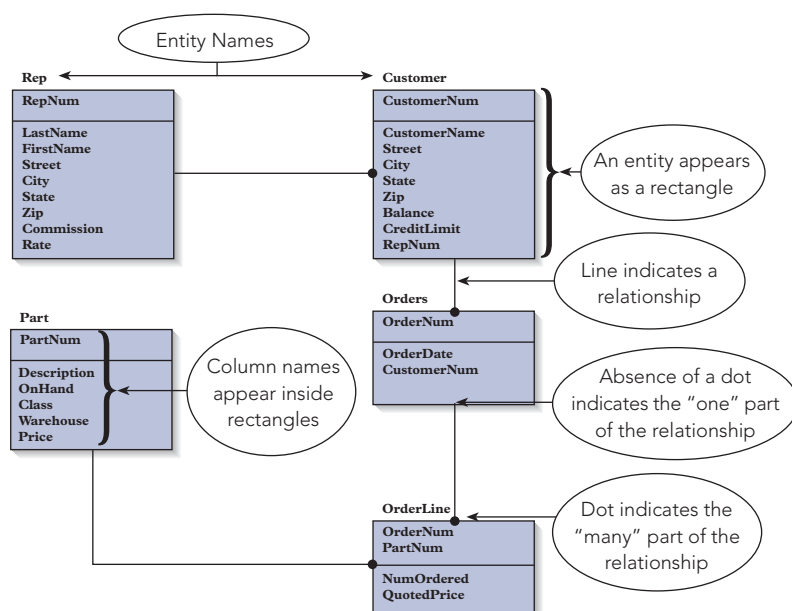 Entity Names
Rep
Customer
RepNum
LastName
FirstName
Street
City
State
Zip
Commission
Rate
CustomerNum
CustomerName
Street
City
State
Zip
Balance
CreditLimit
RepNum
An entity appears
as a rectangle
Line indicates a
relationship
Orders
OrderNum
OrderDate
CustomerNum
Part
PartNum
Description
OnHand
Class
Warehouse
Price
Column names
appear inside
rectangles
Absence of a dot
indicates the “one” part
of the relationship
OrderLine
OrderNum
PartNum
NumOrdered
QuotedPrice
Dot indicates the
“many” part of the
relationship